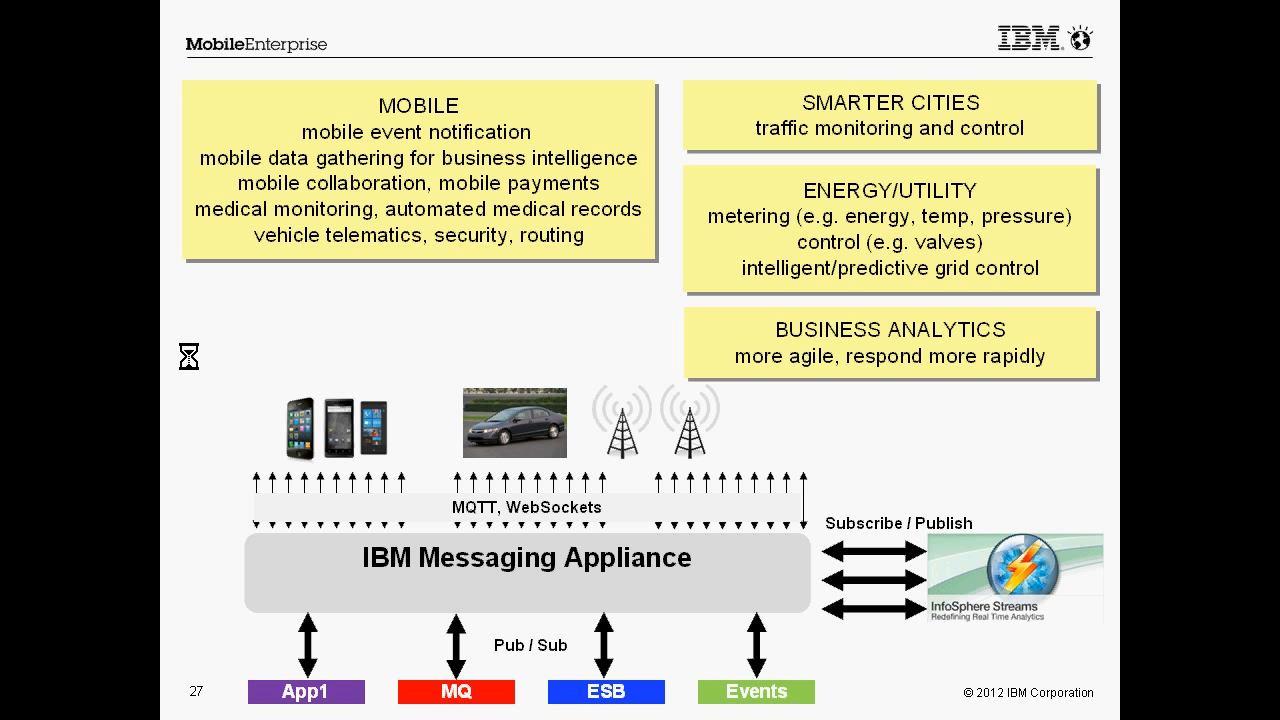 MobileEnterprise
IBM
MOBILE
mobile event notification
mobile data gathering for business intelligence
mobile collaboration, mobile payments
medical monitoring, automated medical records
vehicle telematics, security, routing
SMARTER CITIES
traffic monitoring and control
ENERGY/UTILITY
metering (e.g. energy, temp, pressure)
control (e.g. valves)
intelligent/predictive grid control
BUSINESS ANALYTICS
more agile, respond more rapidly
MQTT, WebSockets
IBM Messaging Appliance
Subscribe / Publish
InfoSphere Streams
Redefining Real Time Analytics
Pub / Sub
27
App1
MQ
ESB
Events
© 2012 IBM Corporation